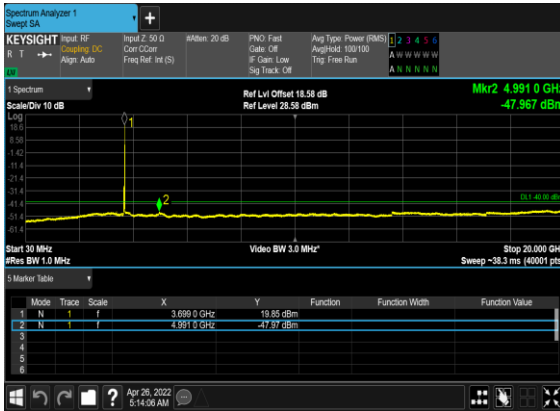 Spectrum Analyzer 1
Swept SA
+
KEYSIGHT Input: RF Input Z: 50 Ω #Atten: 20 dB PNO: Fast Avg Type: Power (RMS) 1 2 3 4 5 6
R T Coupling: DC Corr CCorr Gate: Off Avg|Hold: 100/100 A W W W W W
Align: Auto Freq Ref: Int (S) IF Gain: Low Trig: Free Run
Sig Track: Off A N N N N N
1 Spectrum
Scale/Div 10 dB Ref Lvl Offset 18.58 dB Mkr2 4.991 0 GHz
Log Ref Level 28.58 dBm -47.967 dBm
18.6
8.58
-1.42
-11.4
-21.4
-31.4
-41.4
-51.4
-61.4
1
2
DL1 -40.00 dBm
Start 30 MHz Video BW 3.0 MHz* Stop 20.000 GHz
#Res BW 1.0 MHz Sweep ~38.3 ms (40001 pts)
5 Marker Table
Mode Trace Scale X Y Function Function Width Function Value
1 N 1 f 3.699 0 GHz 19.85 dBm
2 N 1 f 4.991 0 GHz -47.97 dBm
3
4
5
6
? Apr 26, 2022
5:14:06 AM